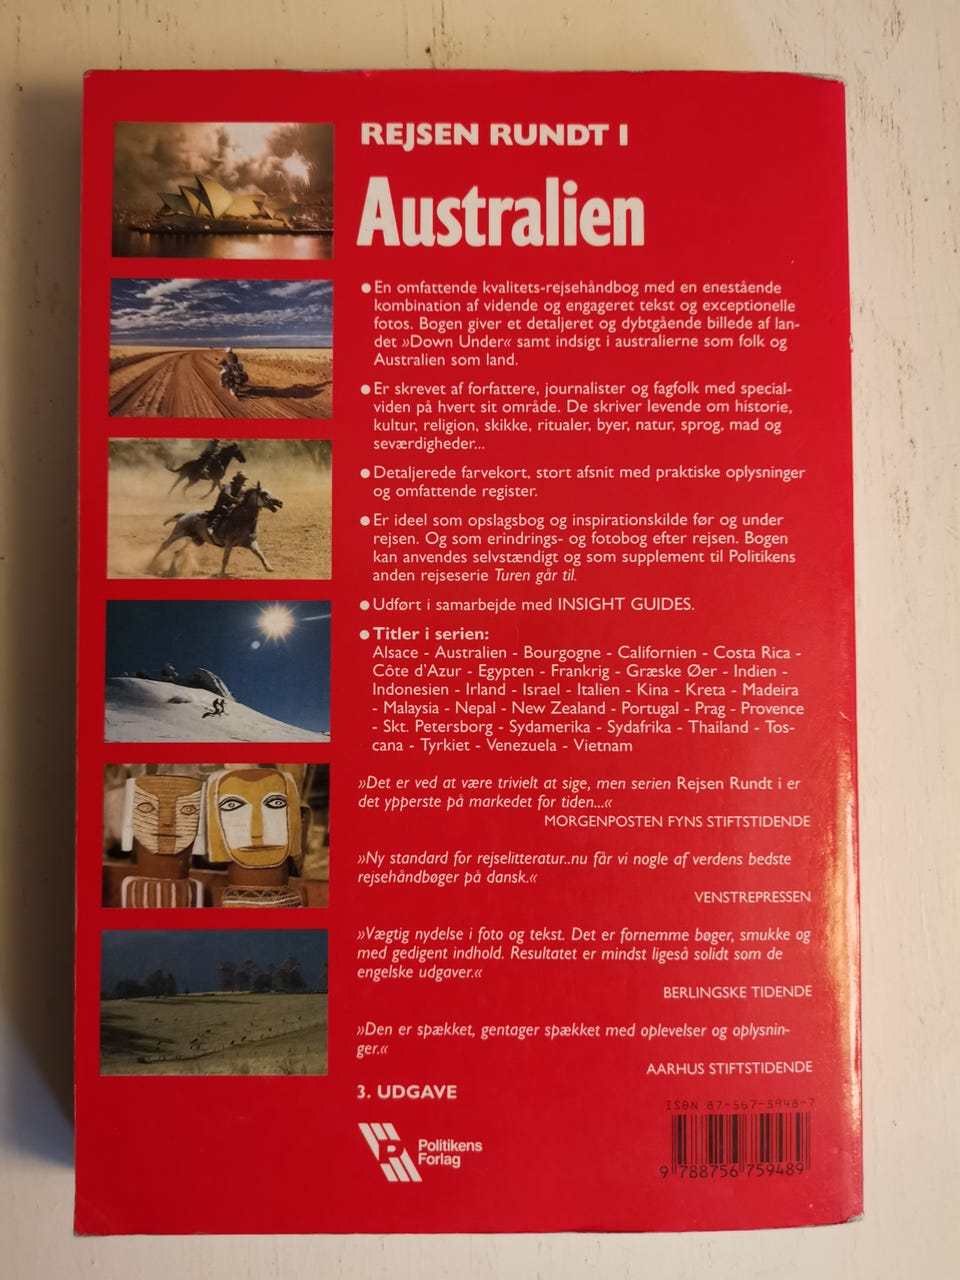 REJSEN RUNDT I
Australien
● En omfattende kvalitets-rejsehåndbog med en enestående
kombination af vidende og engageret tekst og exceptionelle
fotos. Bogen giver et detaljeret og dybtgående billede af lan-
det »Down Under« samt indsigt i australierne som folk og
Australien som land.
● Er skrevet af forfattere, journalister og fagfolk med special-
viden på hvert sit område. De skriver levende om historie,
kultur, religion, skikke, ritualer, byer, natur, sprog, mad og
seværdigheder...
● Detaljerede farvekort, stort afsnit med praktiske oplysninger
og omfattende register.
● Er ideel som opslagsbog og inspirationskilde før og under
rejsen. Og som erindrings- og fotobog efter rejsen. Bogen
kan anvendes selvstændigt og som supplement til Politikens
anden rejseserie Turen går til.
● Udført i samarbejde med INSIGHT GUIDES.
● Titler i serien:
Alsace - Australien - Bourgogne - Californien - Costa Rica -
Côte d'Azur - Egypten - Frankrig - Græske Øer - Indien -
Indonesien - Irland - Israel - Italien - Kina - Kreta - Madeira
- Malaysia - Nepal - New Zealand - Portugal - Prag - Provence
- Skt. Petersborg - Sydamerika - Sydafrika - Thailand - Tos-
cana - Tyrkiet - Venezuela - Vietnam
»Det er ved at være trivielt at sige, men serien Rejsen Rundt i er
det ypperste på markedet for tiden...«
MORGENPOSTEN FYNS STIFTSTIDENDE
»Ny standard for rejselitteratur..nu får vi nogle af verdens bedste
rejsehåndbøger på dansk.«
VENSTREPRESSEN
»Vægtig nydelse i foto og tekst. Det er fornemme bøger, smukke og
med gedigent indhold. Resultatet er mindst ligeså solidt som de
engelske udgaver.«
BERLINGSKE TIDENDE
»Den er spækket, gentager spækket med oplevelser og oplysnin-
ger.«
AARHUS STIFTSTIDENDE
3. UDGAVE
ISBN 87-567-5948-7
Politikens
Forlag
9 788756 759489